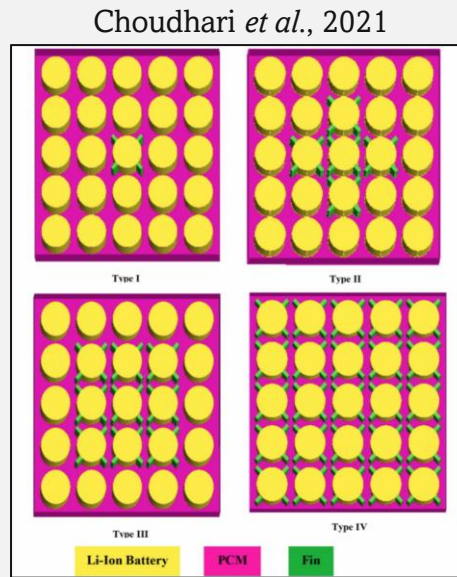 Choudhari et al., 2021
Type I
Type II
Type III
Type IV
Li-Ion Battery
PCM
Fin